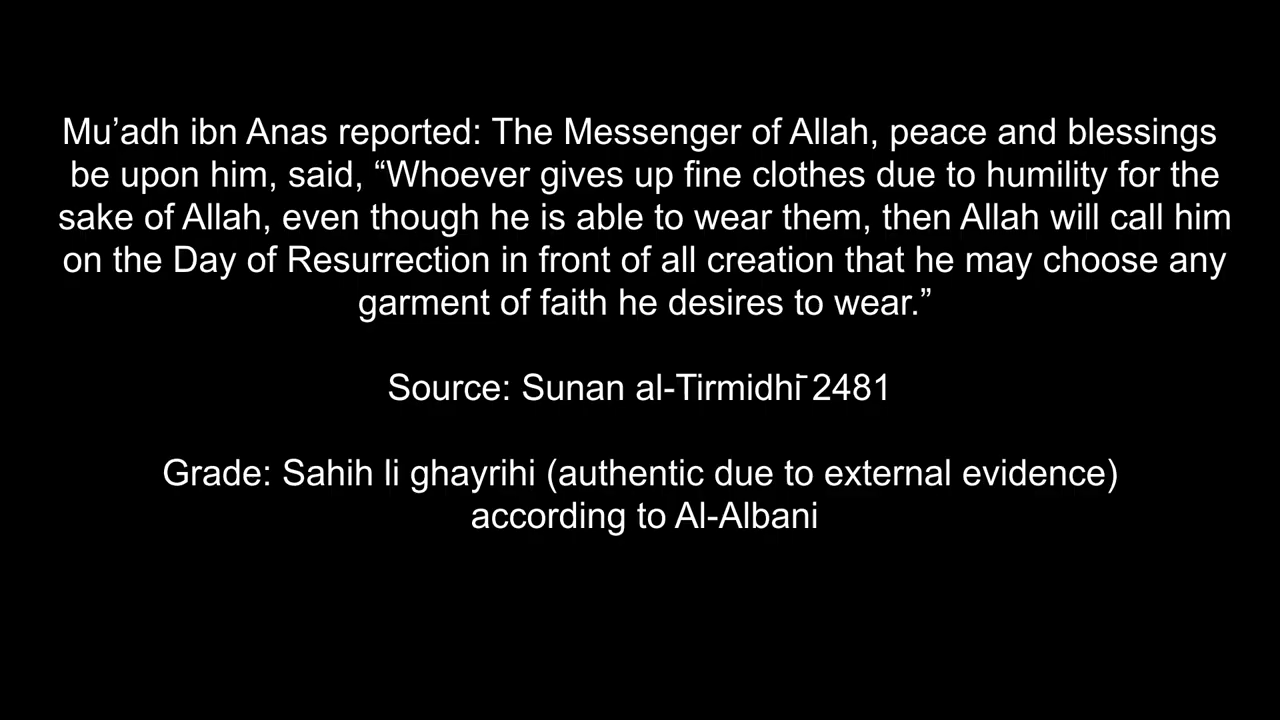 Mu’adh ibn Anas reported: The Messenger of Allah, peace and blessings
be upon him, said, “Whoever gives up fine clothes due to humility for the
sake of Allah, even though he is able to wear them, then Allah will call him
on the Day of Resurrection in front of all creation that he may choose any
garment of faith he desires to wear.”
Source: Sunan al-Tirmidhī 2481
Grade: Sahih li ghayrihi (authentic due to external evidence)
according to Al-Albani